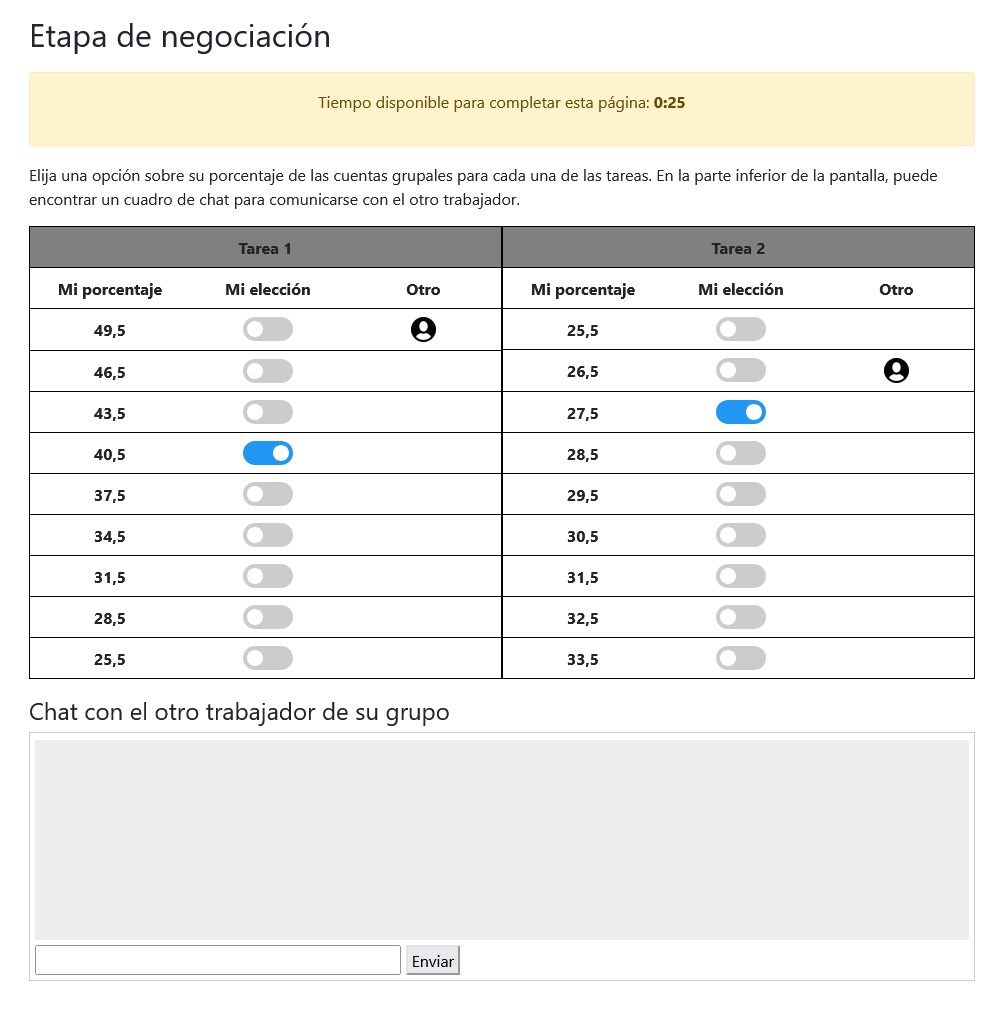 Etapa de negociación
Tiempo disponible para completar esta página: 0:25
Elija una opción sobre su porcentaje de las cuentas grupales para cada una de las tareas. En la parte inferior de la pantalla, puede
encontrar un cuadro de chat para comunicarse con el otro trabajador.
Tarea 1 Tarea 2
Mi porcentaje Mi elección Otro Mi porcentaje Mi elección Otro
49,5 25,5
46,5 26,5
43,5 27,5
40,5 28,5
37,5 29,5
34,5 30,5
31,5 31,5
28,5 32,5
25,5 33,5
Chat con el otro trabajador de su grupo
Enviar